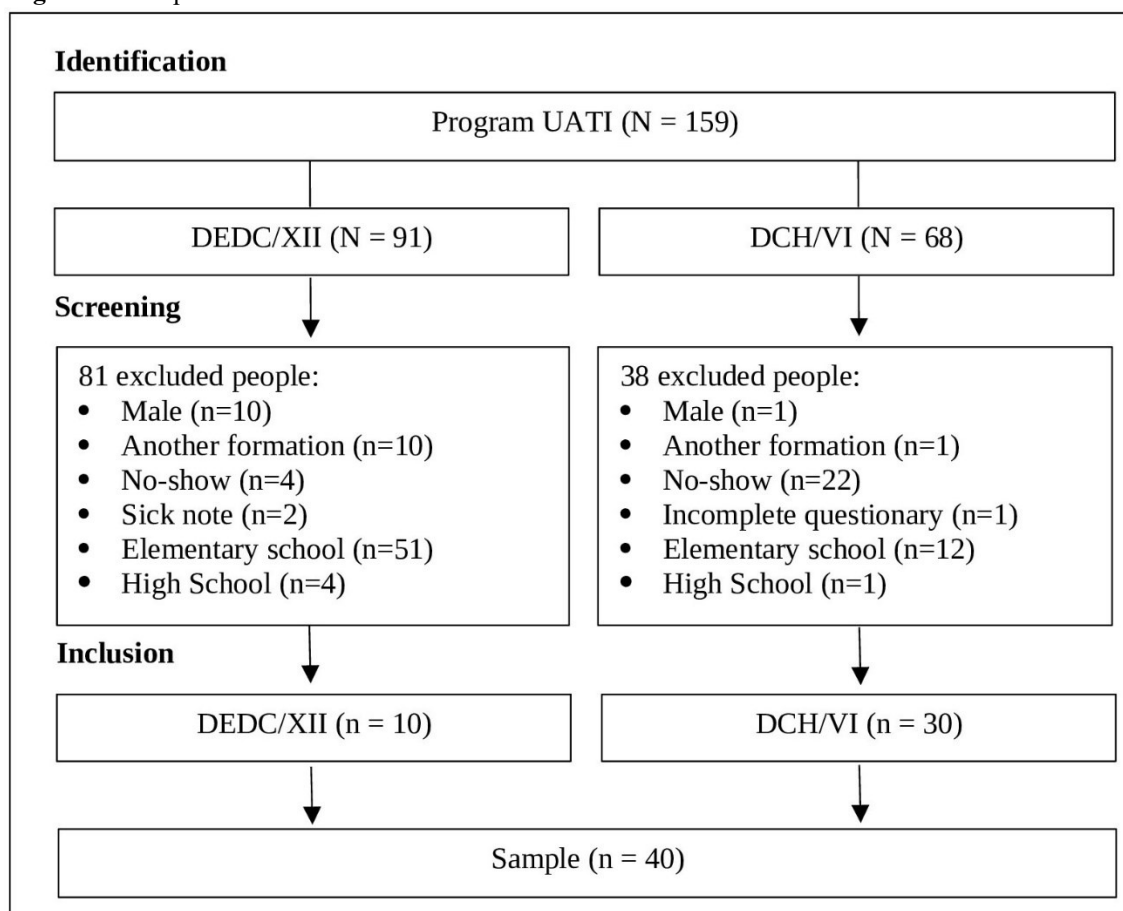 Identification
Program UATI (N = 159)
DEDC/XII (N = 91)
DCH/VI (N = 68)
Screening
81 excluded people:
• Male (n=10)
• Another formation (n=10)
• No-show (n=4)
• Sick note (n=2)
• Elementary school (n=51)
• High School (n=4)
38 excluded people:
• Male (n=1)
• Another formation (n=1)
• No-show (n=22)
• Incomplete questionary (n=1)
• Elementary school (n=12)
• High School (n=1)
Inclusion
DEDC/XII (n = 10)
DCH/VI (n = 30)
Sample (n = 40)